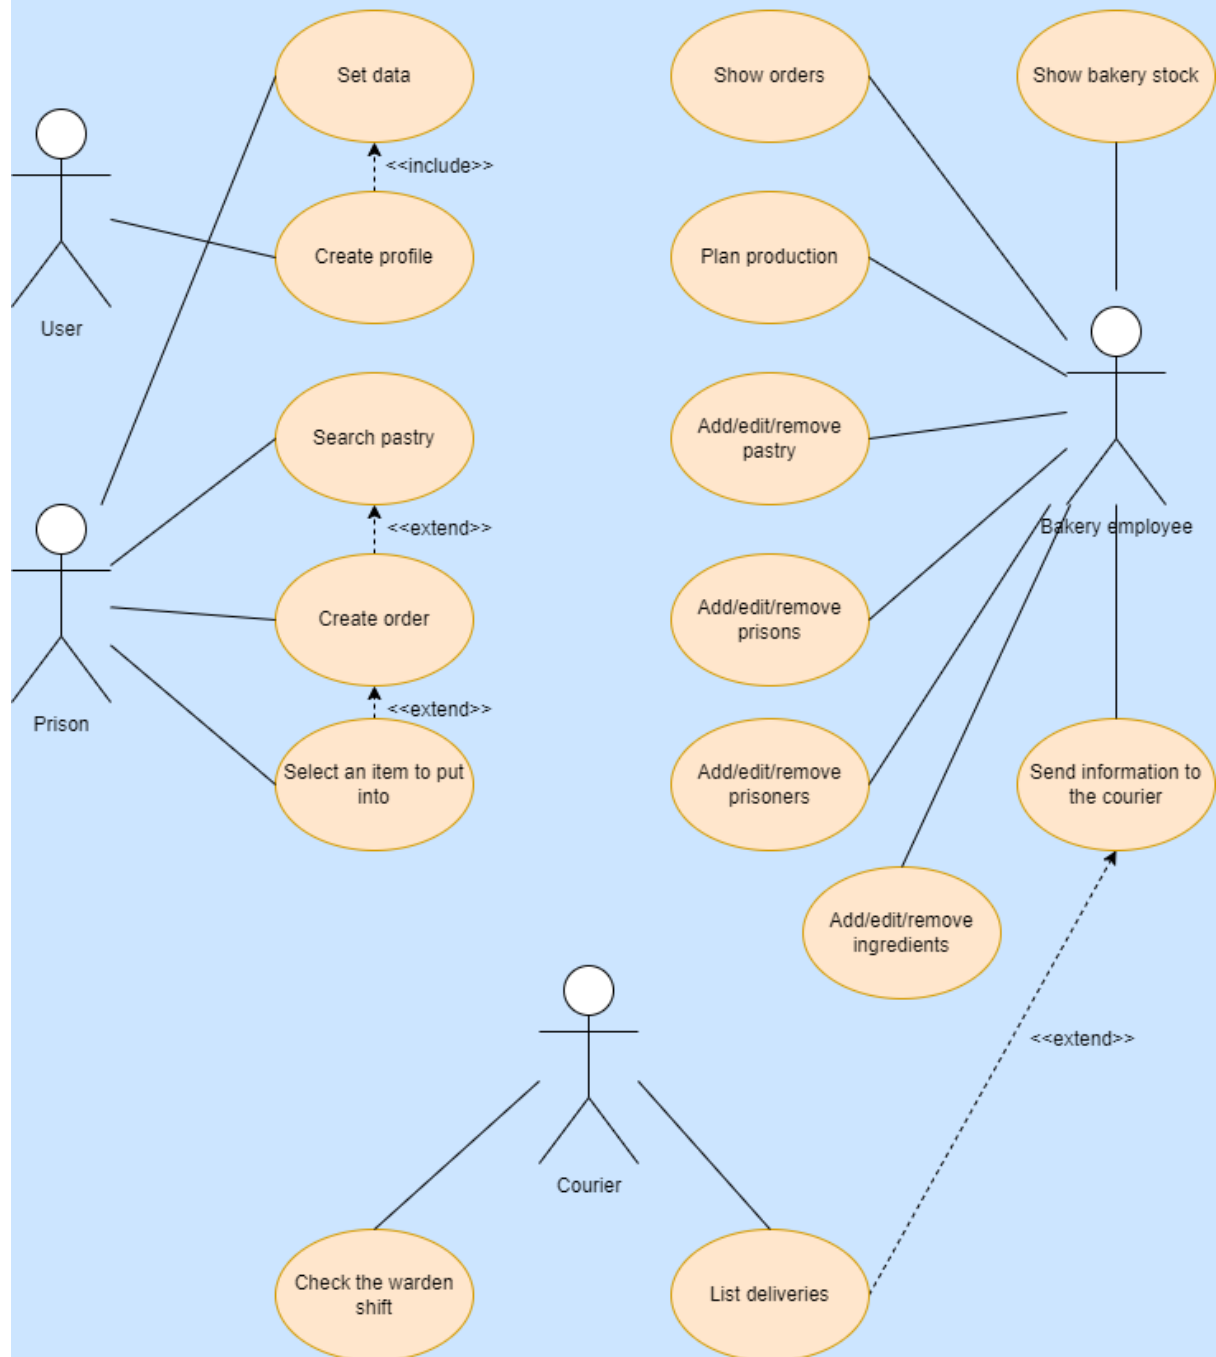 Set data
Show orders
Show bakery stock
<<include>>
Create profile
Plan production
User
Search pastry
Add/edit/remove
pastry
<<extend>>
Bakery employee
Create order
Add/edit/remove
prisons
<<extend>>
Prison
Select an item to put
into
Add/edit/remove
prisoners
Send information to
the courier
Add/edit/remove
ingredients
<<extend>>
Courier
Check the warden
shift
List deliveries